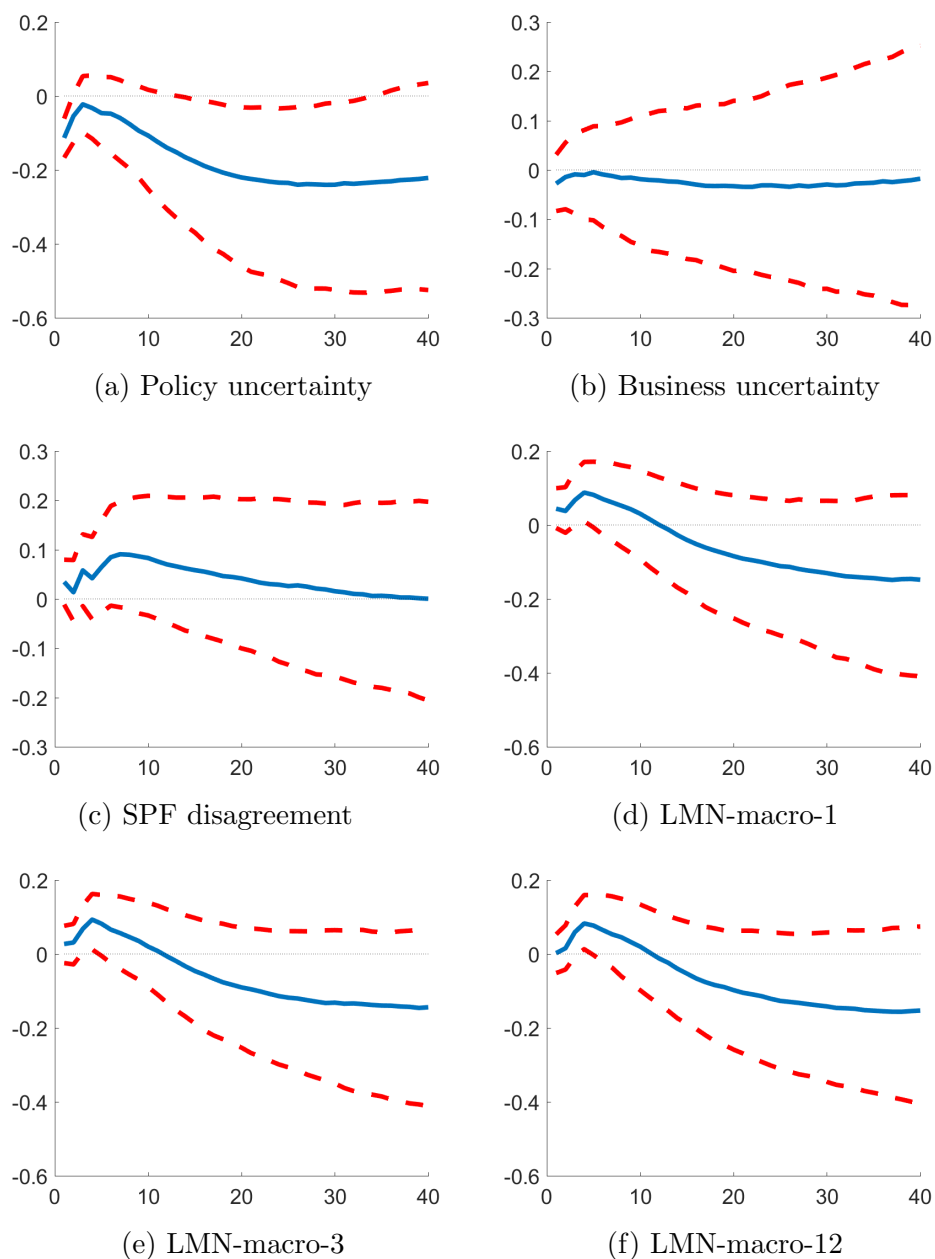 0.2
0
-0.2
-0.4
-0.6
0 10 20 30 40
(a) Policy uncertainty
0.3
0.2
0.1
0
-0.1
-0.2
-0.3
0 10 20 30 40
(b) Business uncertainty
0.3
0.2
0.1
0
-0.1
-0.2
-0.3
0 10 20 30 40
(c) SPF disagreement
0.2
0
-0.2
-0.4
-0.6
0 10 20 30 40
(d) LMN-macro-1
0.2
0
-0.2
-0.4
-0.6
0 10 20 30 40
(e) LMN-macro-3
0.2
0
-0.2
-0.4
-0.6
0 10 20 30 40
(f) LMN-macro-12